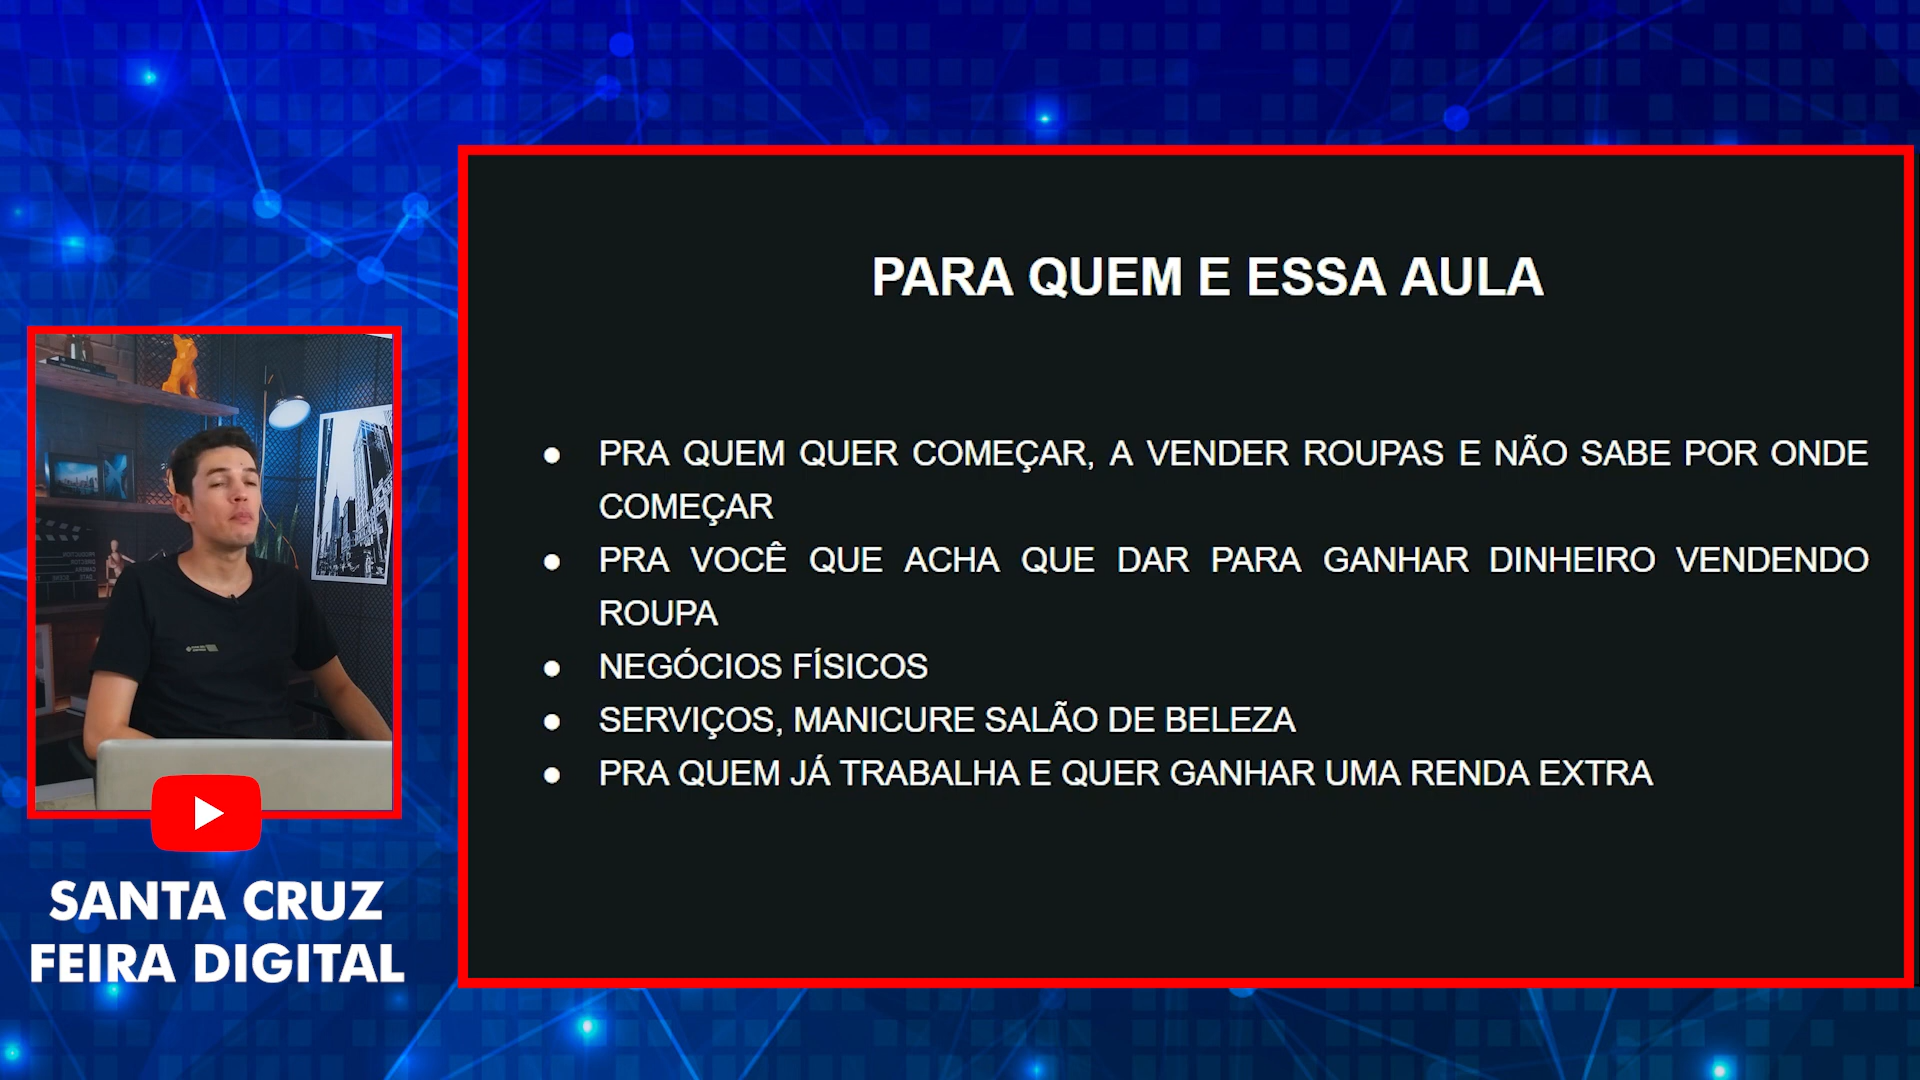 PARA QUEM E ESSA AULA
PRA QUEM QUER COMEÇAR, A VENDER ROUPAS E NÃO SABE POR ONDE
COMEÇAR
PRA VOCÊ QUE ACHA QUE DAR PARA GANHAR DINHEIRO VENDENDO
ROUPA
NEGÓCIOS FÍSICOS
SERVIÇOS, MANICURE SALÃO DE BELEZA
PRA QUEM JÁ TRABALHA E QUER GANHAR UMA RENDA EXTRA
SANTA CRUZ
FEIRA DIGITAL